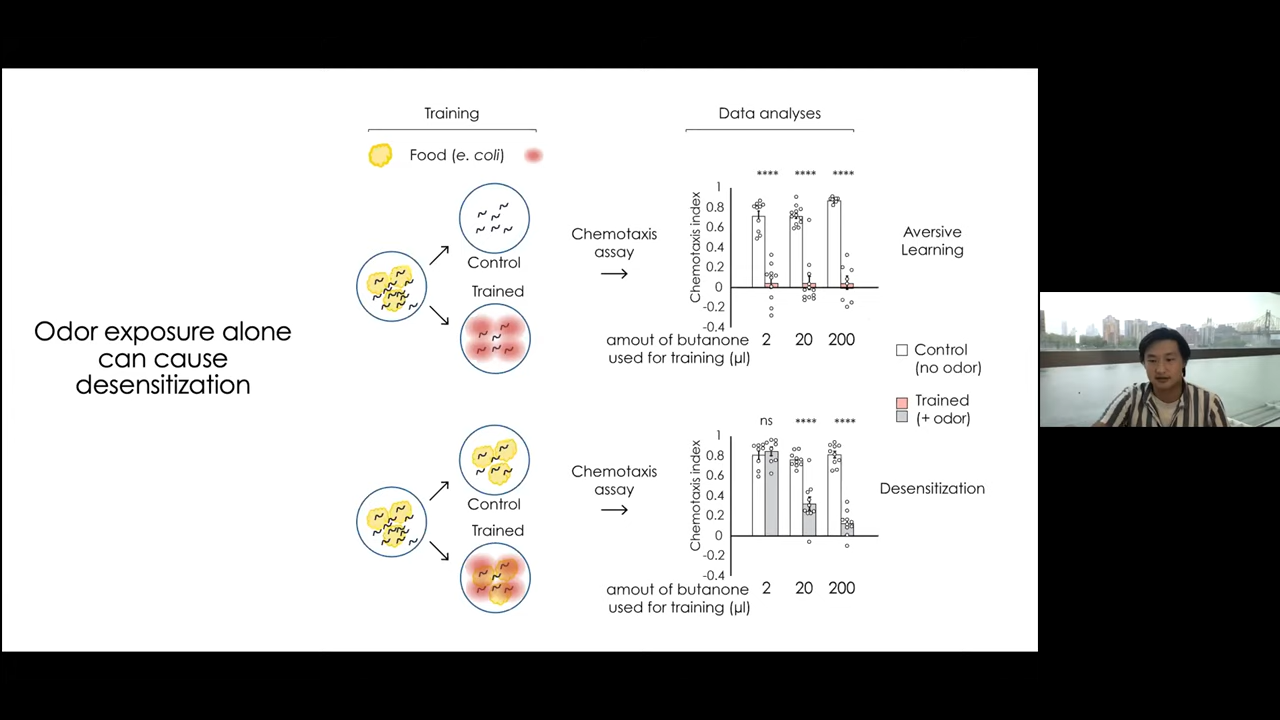 Odor exposure alone
can cause
desensitization
Training
Food (e. coli)
Control
Trained
Chemotaxis
assay
Data analyses
**** **** ****
Chemotaxis index
1
0.8
0.6
0.4
0.2
0
-0.2
-0.4
amout of butanone
used for training (µl)
2 20 200
Aversive
Learning
Control
(no odor)
Trained
(+ odor)
Control
Trained
Chemotaxis
assay
ns **** ****
Chemotaxis index
1
0.8
0.6
0.4
0.2
0
-0.2
-0.4
amout of butanone
used for training (µl)
2 20 200
Desensitization